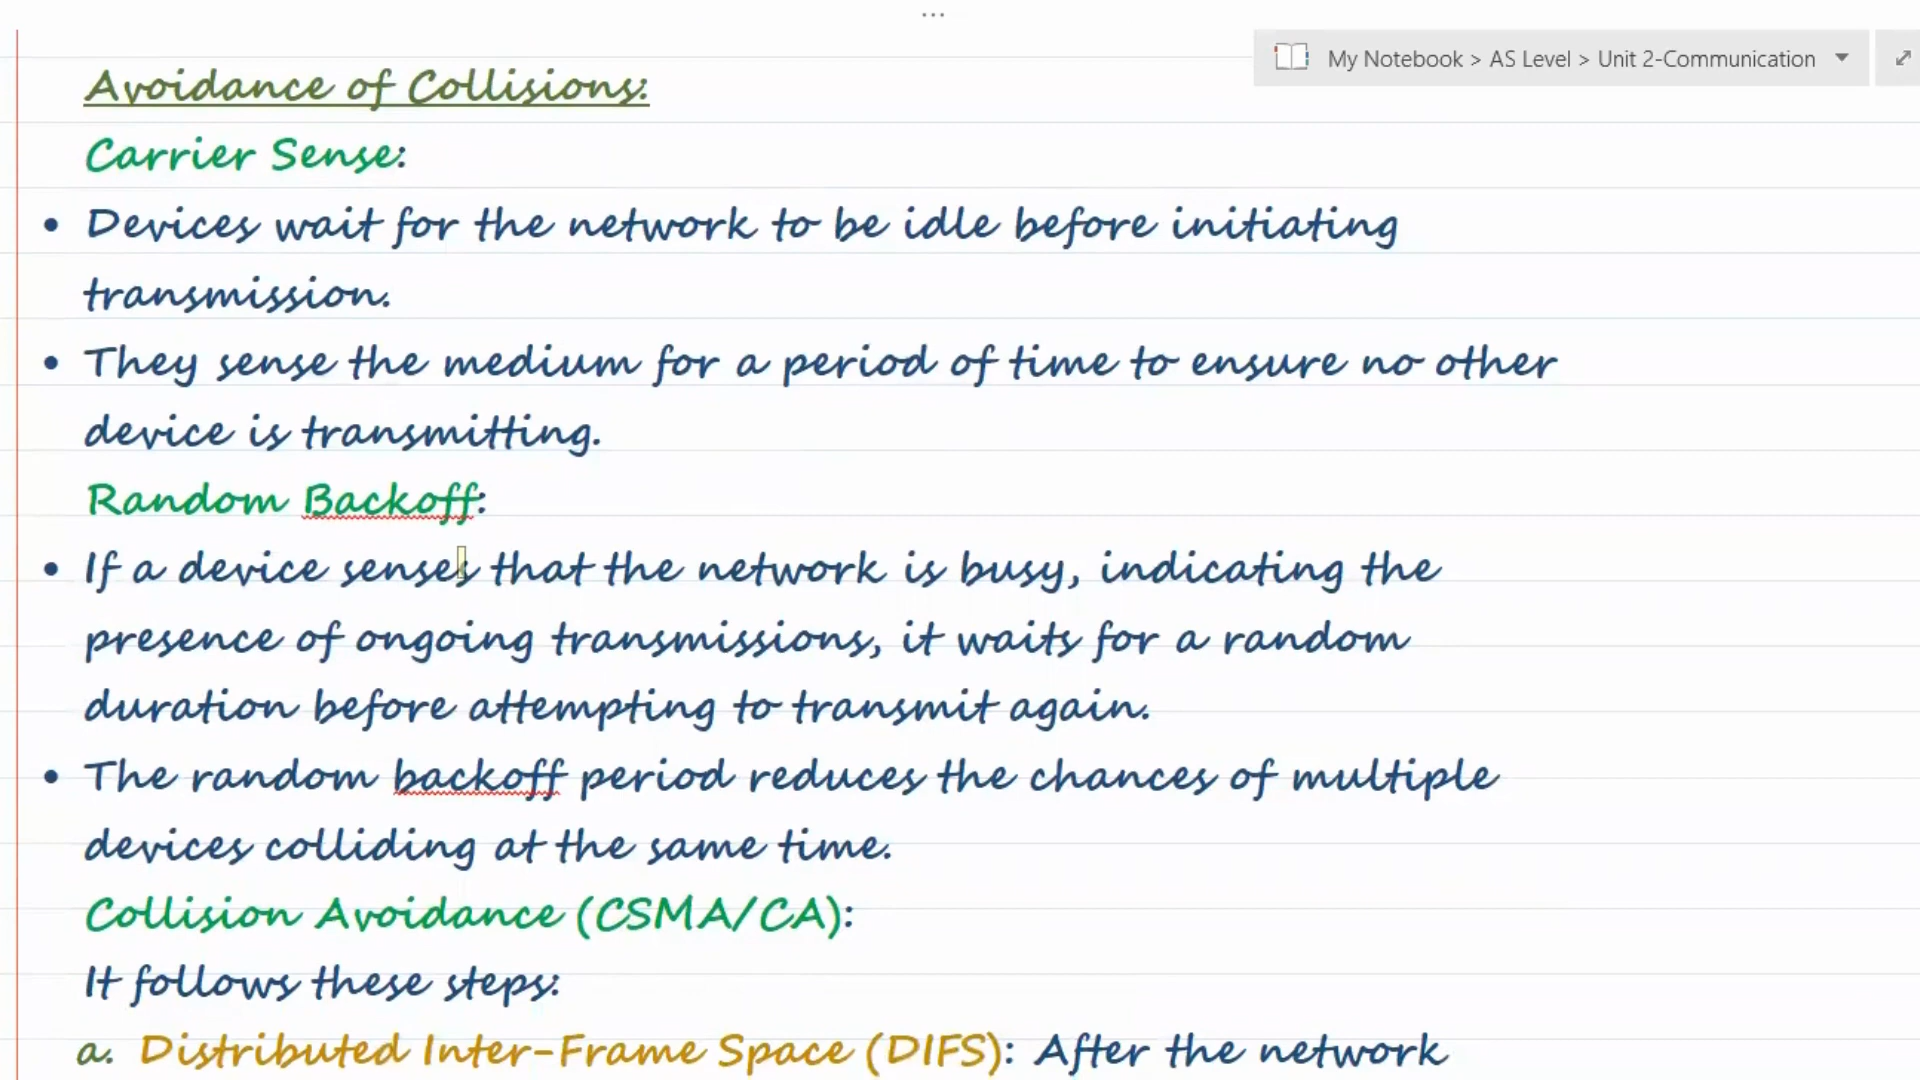 ...
My Notebook > AS Level > Unit 2-Communication
Avoidance of Collisions:
Carrier Sense:
• Devices wait for the network to be idle before initiating
transmission.
• They sense the medium for a period of time to ensure no other
device is transmitting.
Random Backoff:
• If a device senses that the network is busy, indicating the
presence of ongoing transmissions, it waits for a random
duration before attempting to transmit again.
• The random backoff period reduces the chances of multiple
devices colliding at the same time.
Collision Avoidance (CSMA/CA):
It follows these steps:
a. Distributed Inter-Frame Space (DIFS): After the network